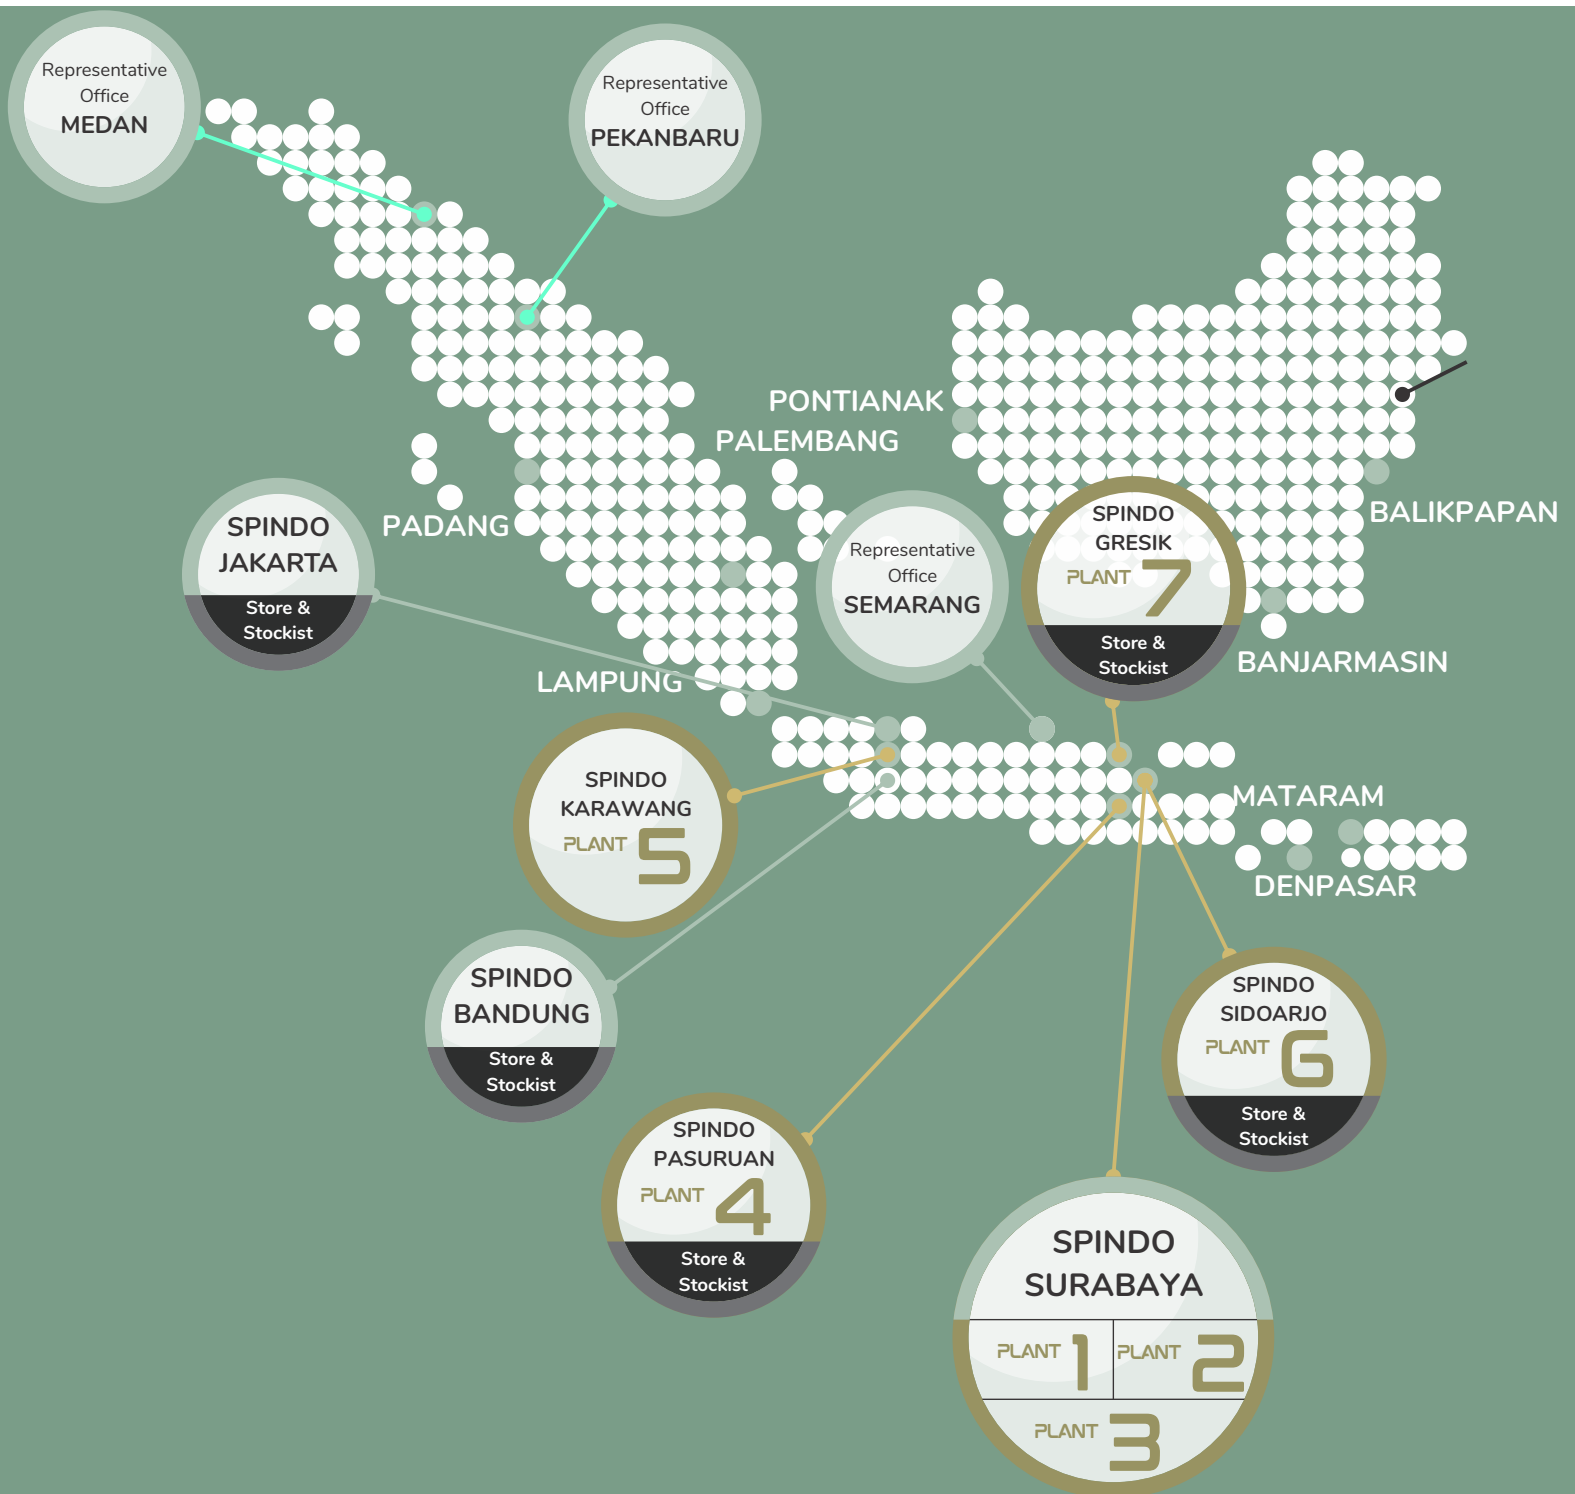 Representative
Office
MEDAN
Representative
Office
PEKANBARU
PONTIANAK
PALEMBANG
SPINDO
JAKARTA
Store &
Stockist
PADANG
Representative
Office
SEMARANG
SPINDO
GRESIK
PLANT 7
Store &
Stockist
BALIKPAPAN
BANJARMASIN
LAMPUNG
SPINDO
KARAWANG
PLANT 5
MATARAM
DENPASAR
SPINDO
BANDUNG
Store &
Stockist
SPINDO
SIDOARJO
PLANT 6
Store &
Stockist
SPINDO
PASURUAN
PLANT 4
Store &
Stockist
SPINDO
SURABAYA
PLANT 1
PLANT 2
PLANT 3